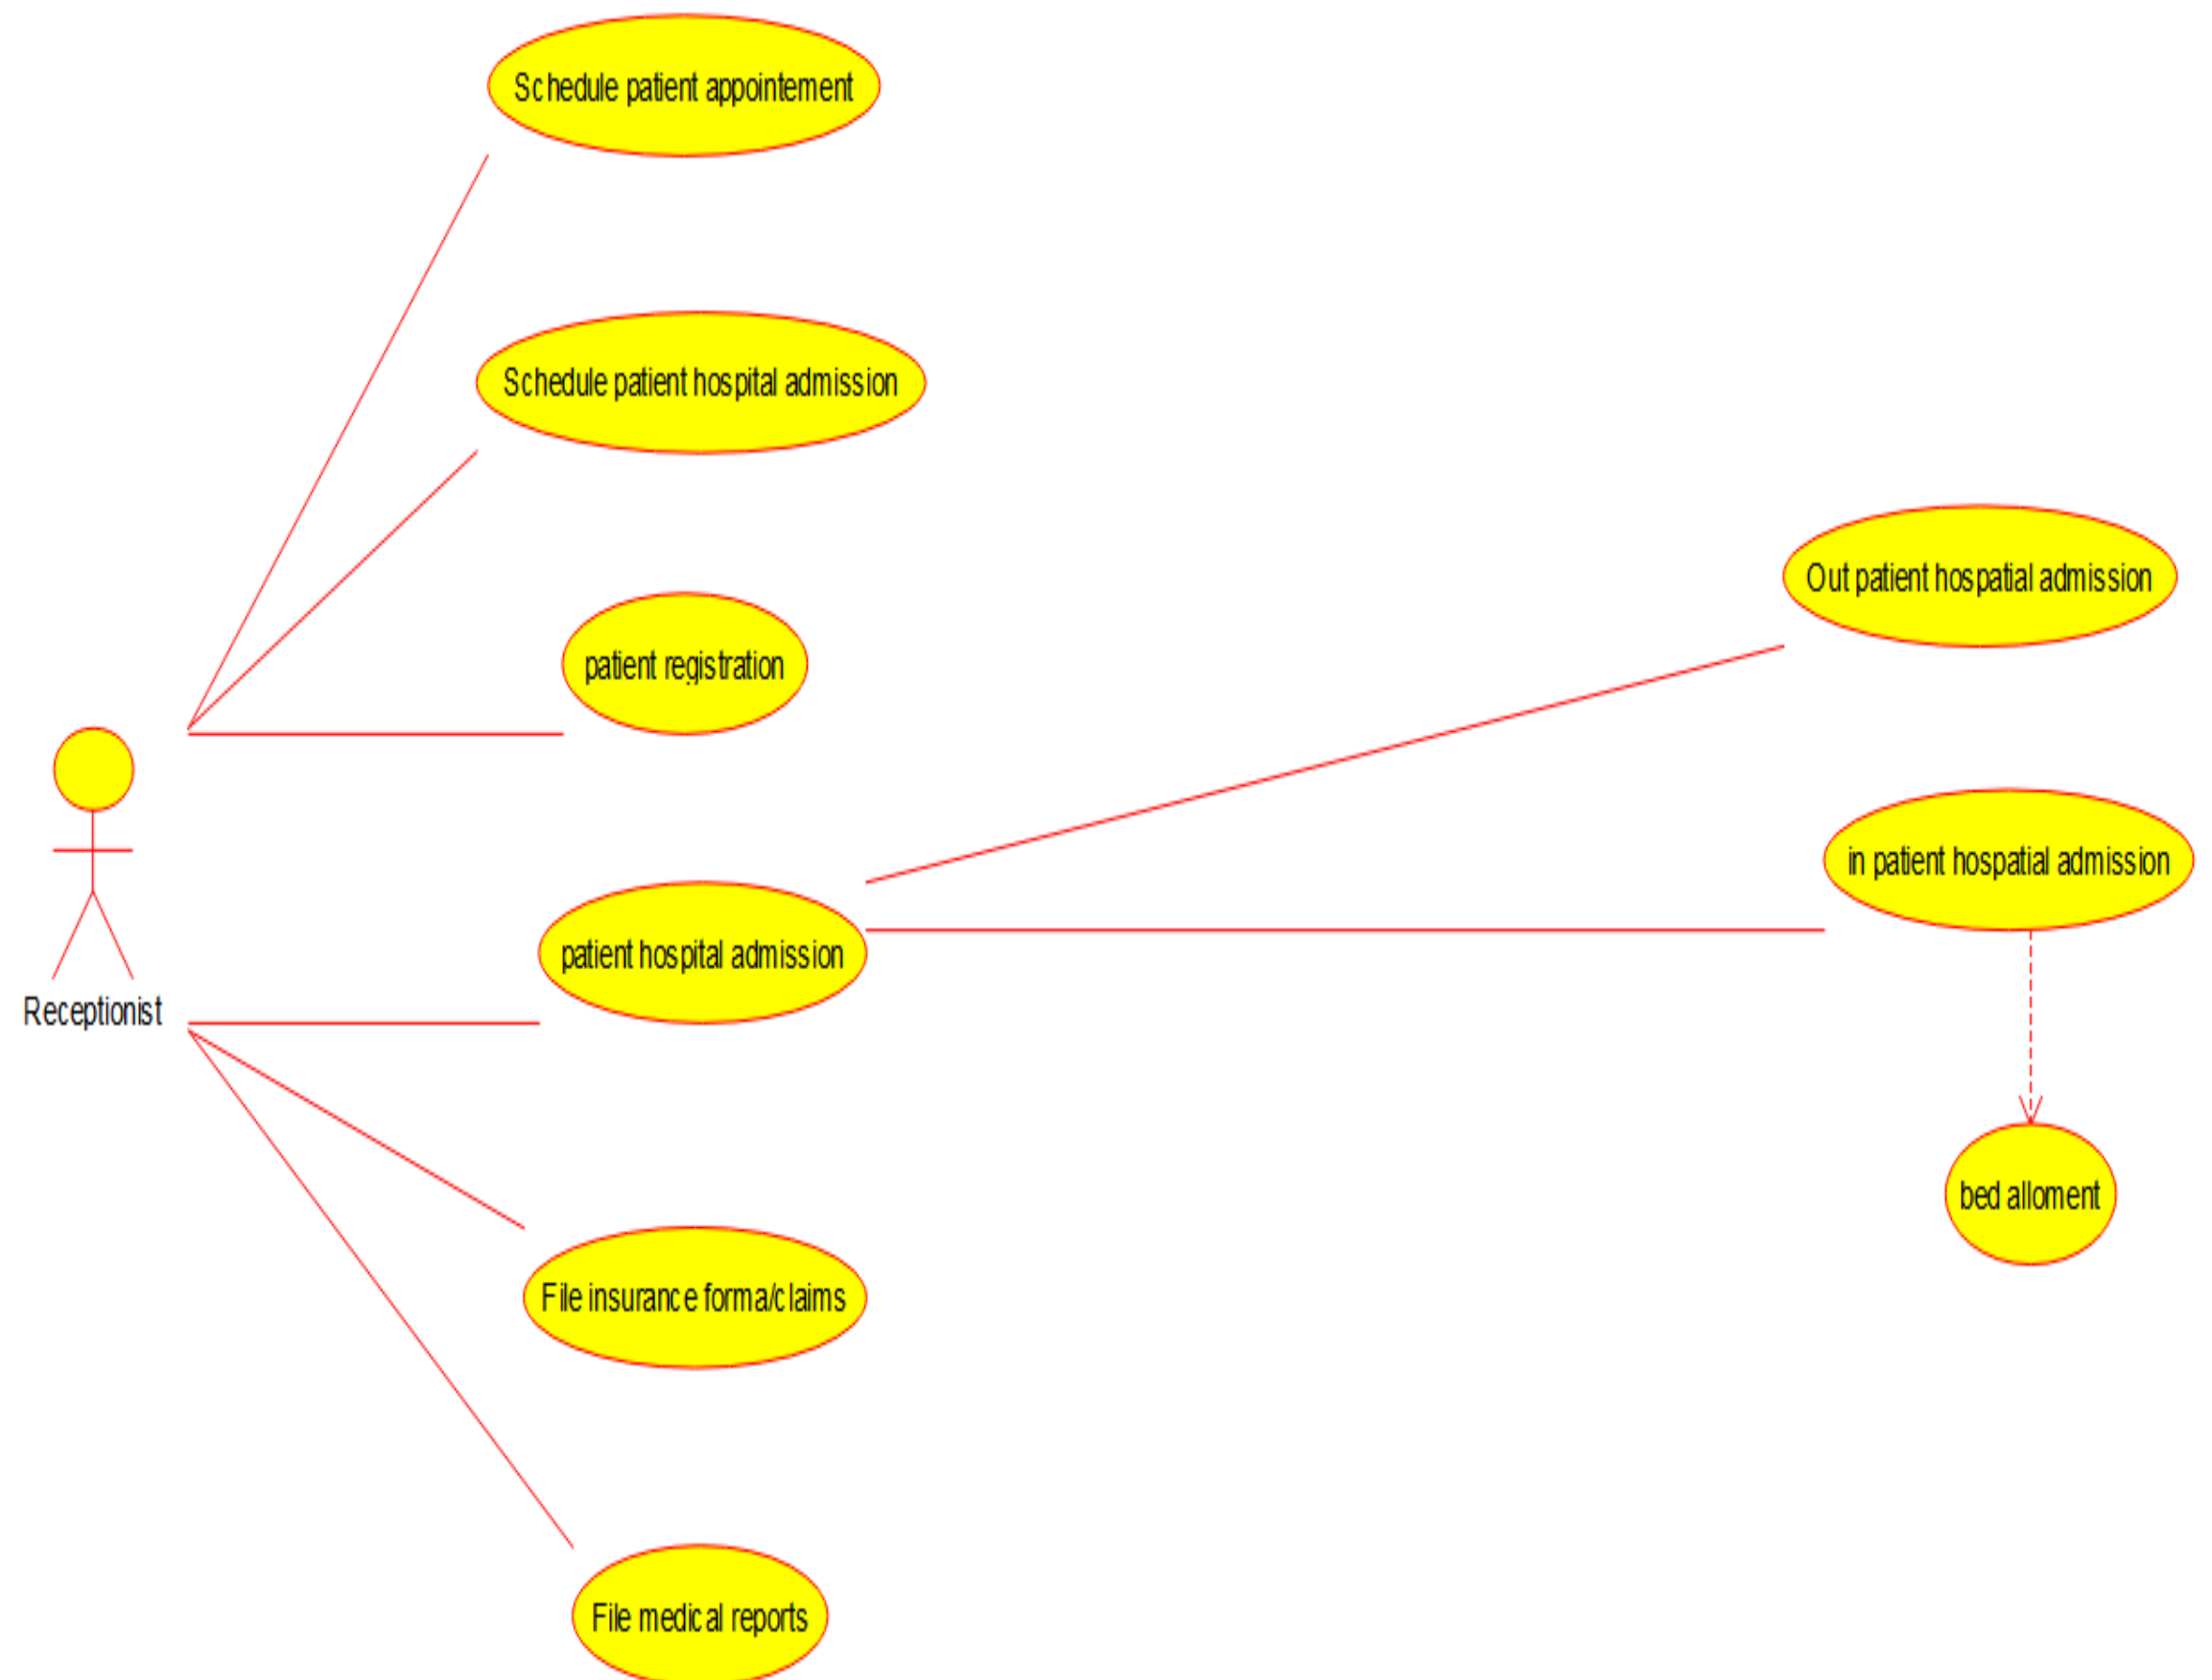 Schedule patient appointement
Schedule patient hospital admission
Out patient hospatial admission
patient registration
in patient hospatial admission
patient hospital admission
Receptionist
bed alloment
File insurance forma/claims
File medical reports